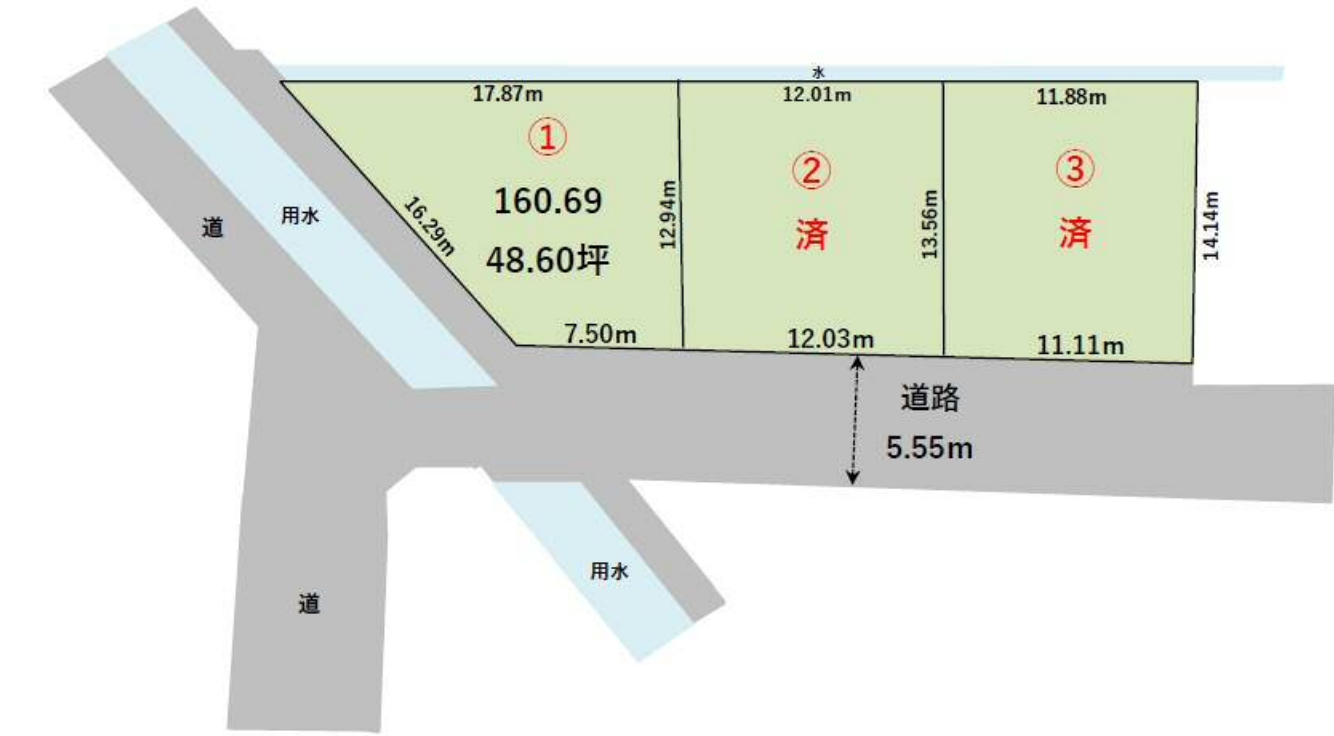 水
17.87m
12.01m
11.88m
①
160.69
48.60坪
②
済
③
済
16.29m
12.94m
13.56m
14.14m
道
用水
7.50m
12.03m
11.11m
道路
5.55m
用水
道